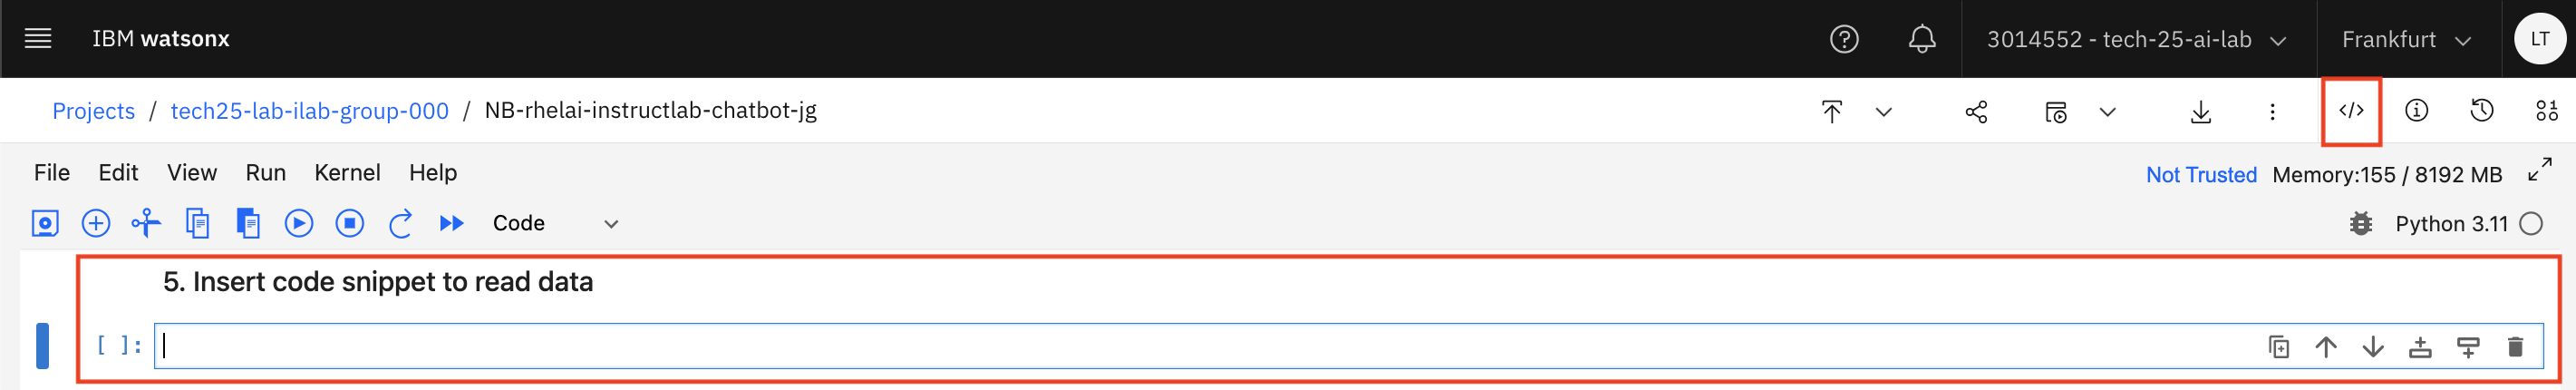 IBM watsonx 3014552 - tech-25-ai-lab Frankfurt LT
Projects / tech25-lab-ilab-group-000 / NB-rhelai-instructlab-chatbot-jg </>
File Edit View Run Kernel Help Not Trusted Memory:155 / 8192 MB
Code Python 3.11
5. Insert code snippet to read data
[ ]: